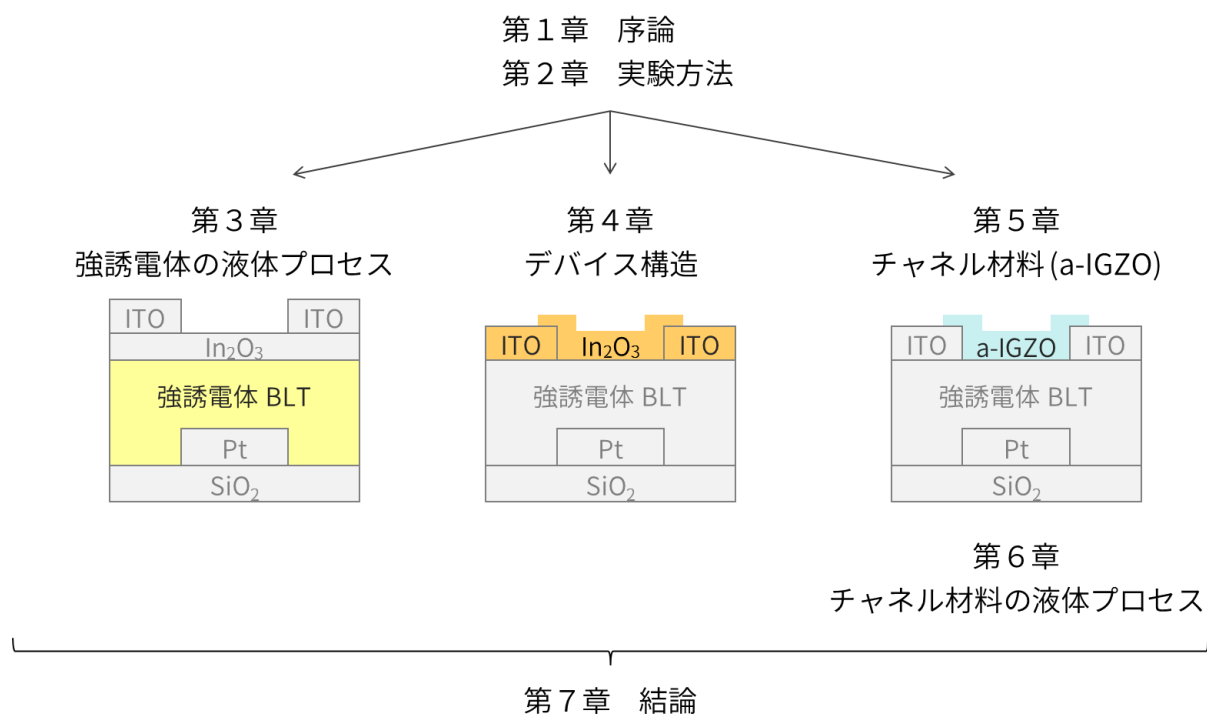 第１章　序論
第２章　実験方法
第３章
強誘電体の液体プロセス
ITO
ITO
In₂O₃
強誘電体 BLT
Pt
SiO₂
第４章
デバイス構造
ITO
In₂O₃
ITO
強誘電体 BLT
Pt
SiO₂
第５章
チャネル材料(a-IGZO)
ITO
a-IGZO
ITO
強誘電体 BLT
Pt
SiO₂
第６章
チャネル材料の液体プロセス
第７章　結論